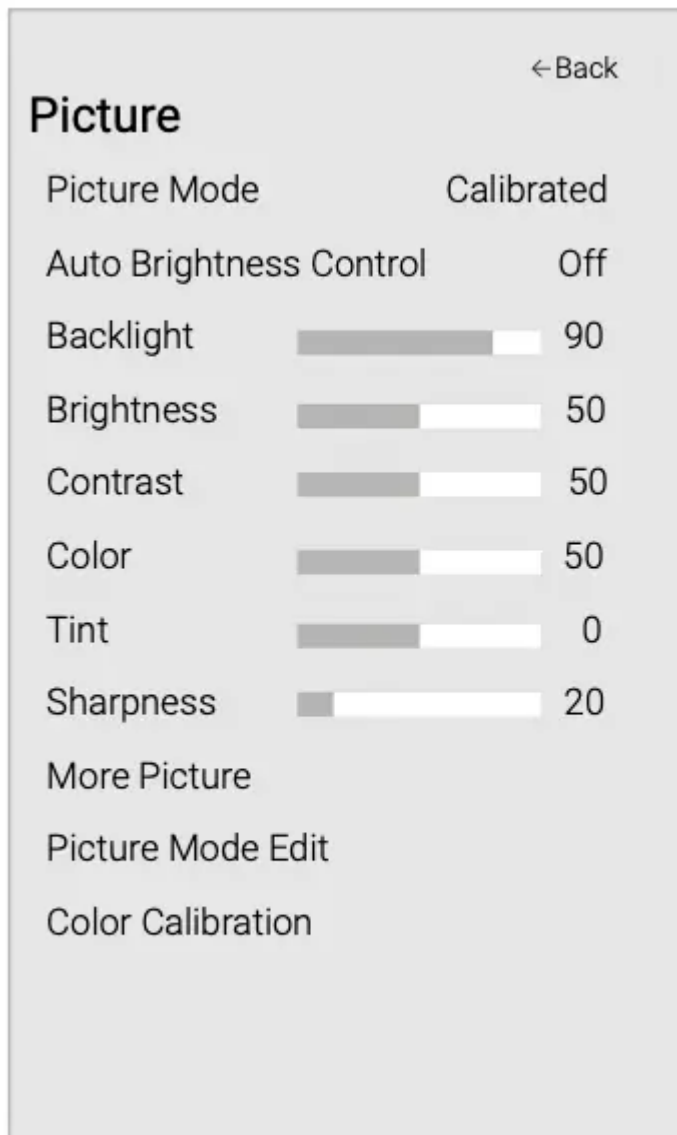 ←Back
Picture
Picture Mode Calibrated
Auto Brightness Control Off
Backlight 90
Brightness 50
Contrast 50
Color 50
Tint 0
Sharpness 20
More Picture
Picture Mode Edit
Color Calibration